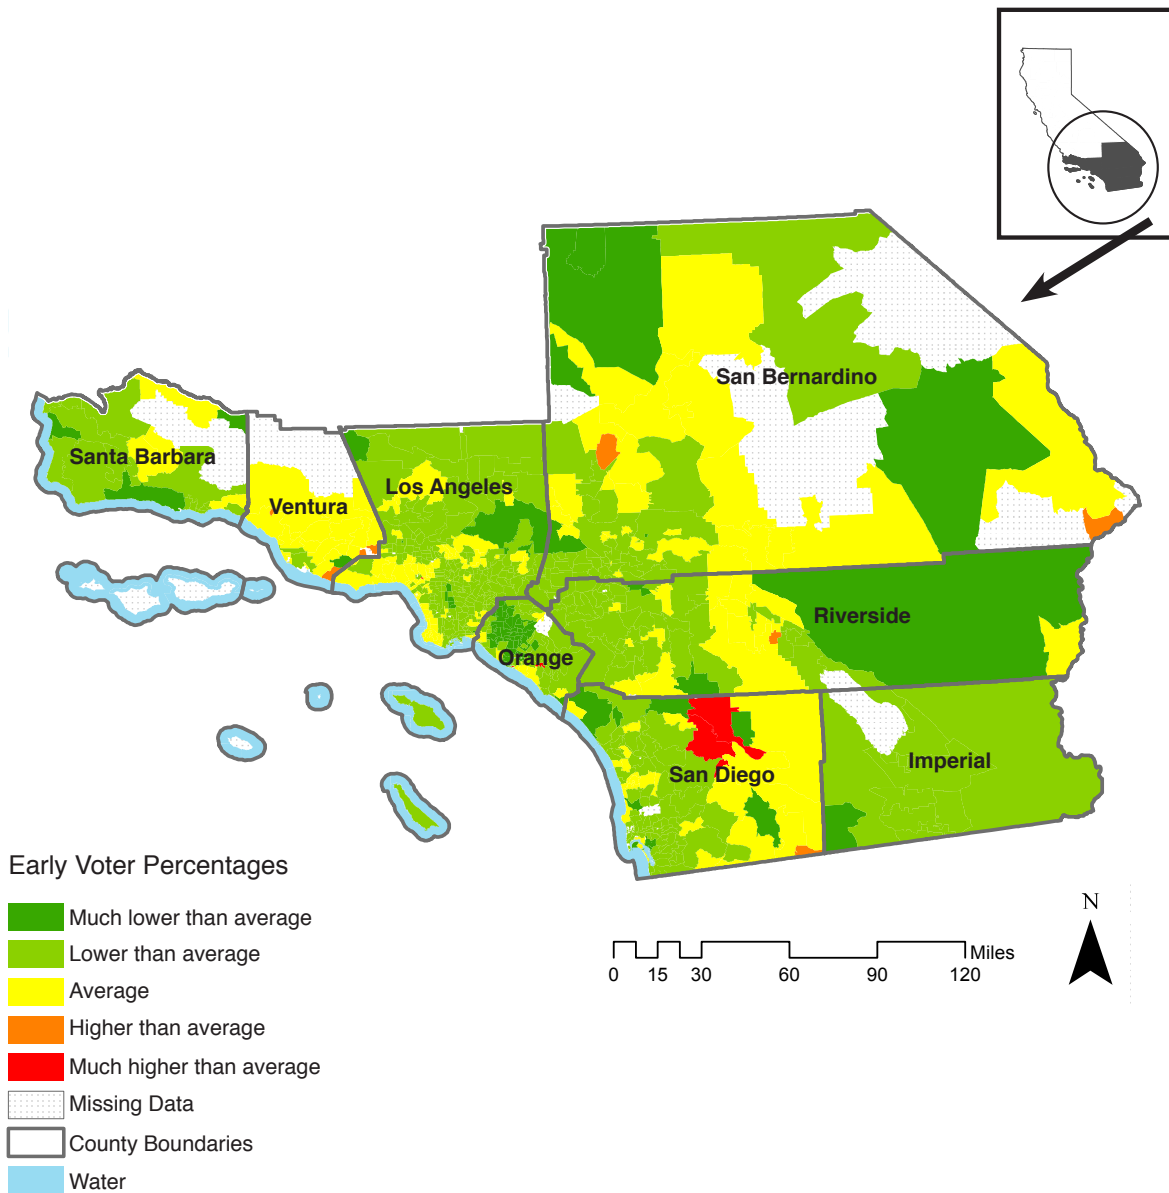 San Bernardino
Santa Barbara
Los Angeles
Ventura
Riverside
Orange
Imperial
San Diego
Early Voter Percentages
Much lower than average
Lower than average
Average
Higher than average
Much higher than average
Missing Data
County Boundaries
Water
N
Miles
0 15 30 60 90 120